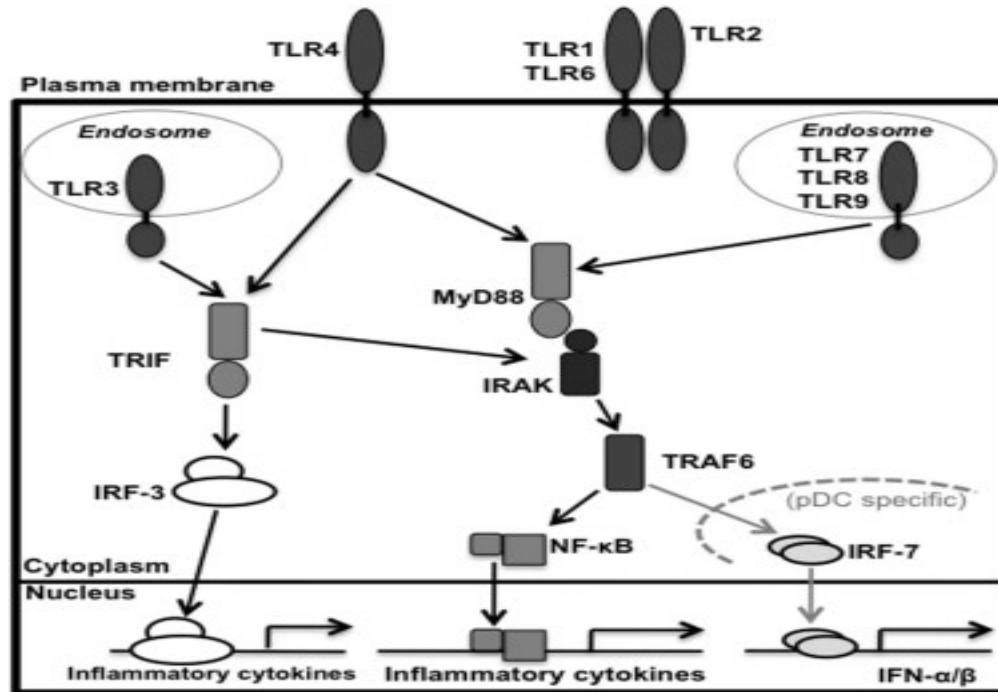 TLR4
TLR1
TLR6
TLR2
Plasma membrane
Endosome
TLR3
Endosome
TLR7
TLR8
TLR9
MyD88
TRIF
IRAK
TRAF6
IRF-3
(pDC specific)
NF-κB
IRF-7
Cytoplasm
Nucleus
Inflammatory cytokines
Inflammatory cytokines
IFN-α/β